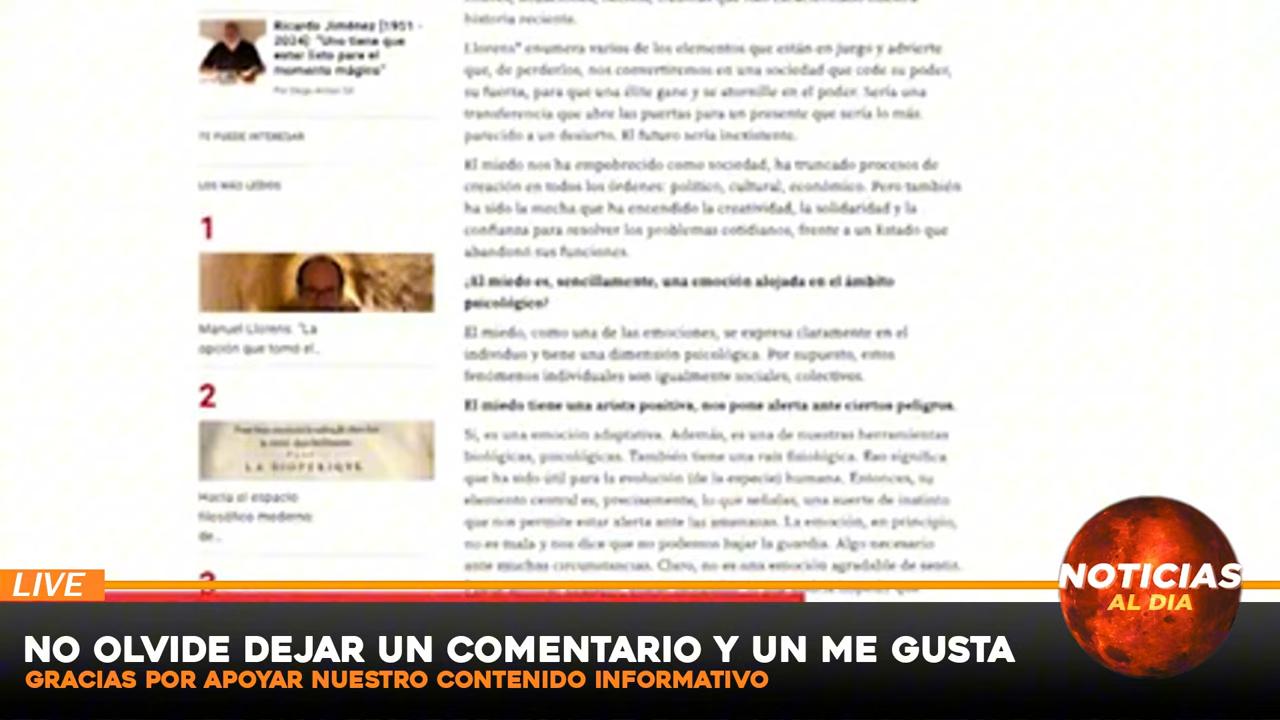 Ricardo Jiménez [1951 -
2024]: "Uno tiene que
estar listo para el
momento mágico"
TE PUEDE INTERESAR
LOS MÁS LEÍDOS
1
Manuel Llorens: "La
opción que tomó el...
2
LA DIOPTRIQUE
Hacia el espacio
filosófico moderno:
de...
3
historia reciente.
Llorens* enumera varios de los elementos que están en juego y advierte
que, de perderlos, nos convertiremos en una sociedad que cede su poder,
su fuerza, para que una élite gane y se atornille en el poder. Sería una
transferencia que abre las puertas para un presente que sería lo más
parecido a un desierto. El futuro sería inexistente.
El miedo nos ha empobrecido como sociedad, ha truncado procesos de
creación en todos los órdenes: político, cultural, económico. Pero también
ha sido la mecha que ha encendido la creatividad, la solidaridad y la
confianza para resolver los problemas cotidianos, frente a un Estado que
abandonó sus funciones.
¿El miedo es, sencillamente, una emoción alojada en el ámbito
psicológico?
El miedo, como una de las emociones, se expresa claramente en el
individuo y tiene una dimensión psicológica. Por supuesto, estos
fenómenos individuales son igualmente sociales, colectivos.
El miedo tiene una arista positiva, nos pone alerta ante ciertos peligros.
Sí, es una emoción adaptativa. Además, es una de nuestras herramientas
biológicas, psicológicas. También tiene una raíz fisiológica. Eso significa
que ha sido útil para la evolución (de la especie) humana. Entonces, su
elemento central es, precisamente, lo que señalas, una suerte de instinto
que nos permite estar alerta ante las amenazas. La emoción, en principio,
no es mala y nos dice que no podemos bajar la guardia. Algo necesario
ante muchas circunstancias. Claro, no es una emoción agradable de sentir.
LIVE
NOTICIAS
AL DIA
NO OLVIDE DEJAR UN COMENTARIO Y UN ME GUSTA
GRACIAS POR APOYAR NUESTRO CONTENIDO INFORMATIVO